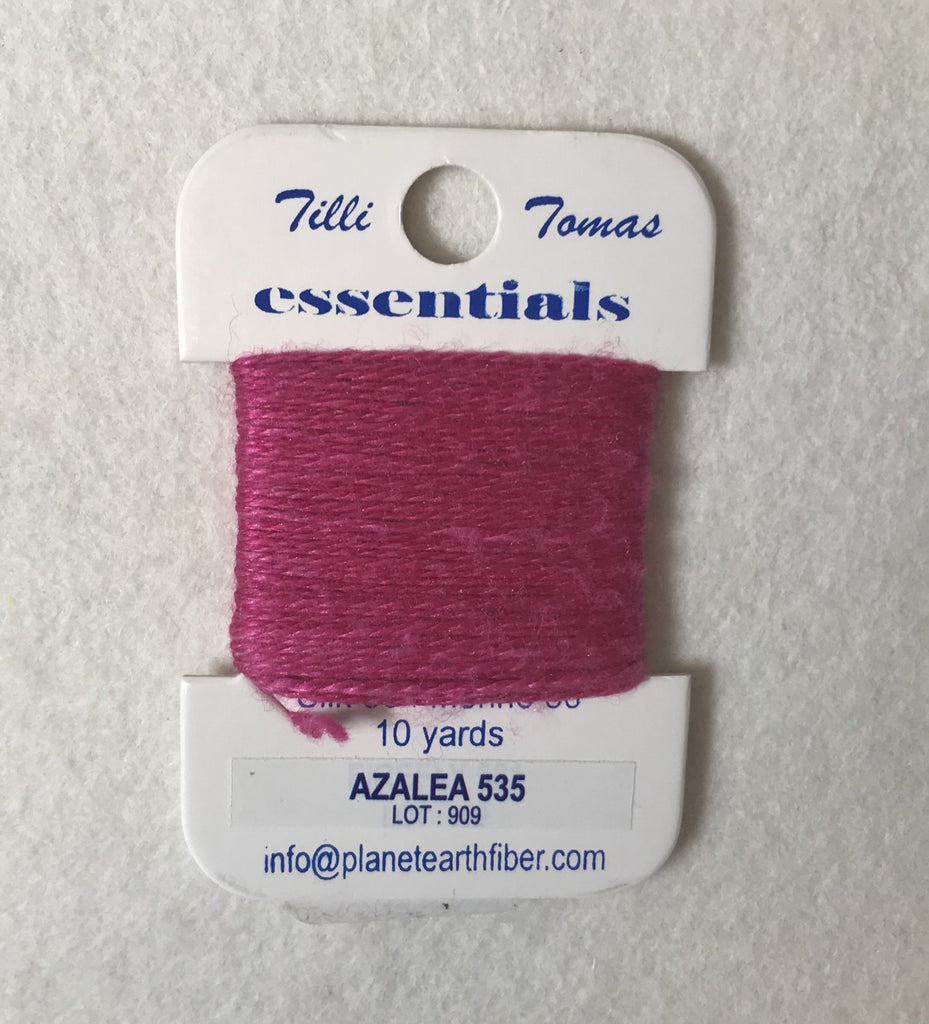 Tilli Tomas
essentials
10 yards
AZALEA 535
LOT : 909
info@planetearthfiber.com